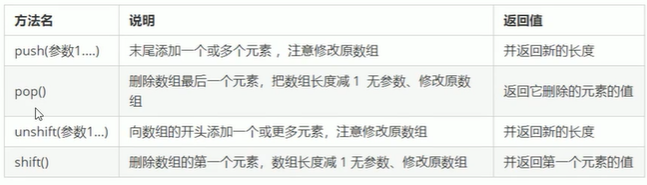 方法名 说明 返回值
push(参数1....) 末尾添加一个或多个元素，注意修改原数组 并返回新的长度
pop() 删除数组最后一个元素，把数组长度减 1 无参数、修改原数组 返回它删除的元素的值
unshift(参数1...) 向数组的开头添加一个或更多元素，注意修改原数组 并返回新的长度
shift() 删除数组的第一个元素，数组长度减 1 无参数、修改原数组 并返回第一个元素的值